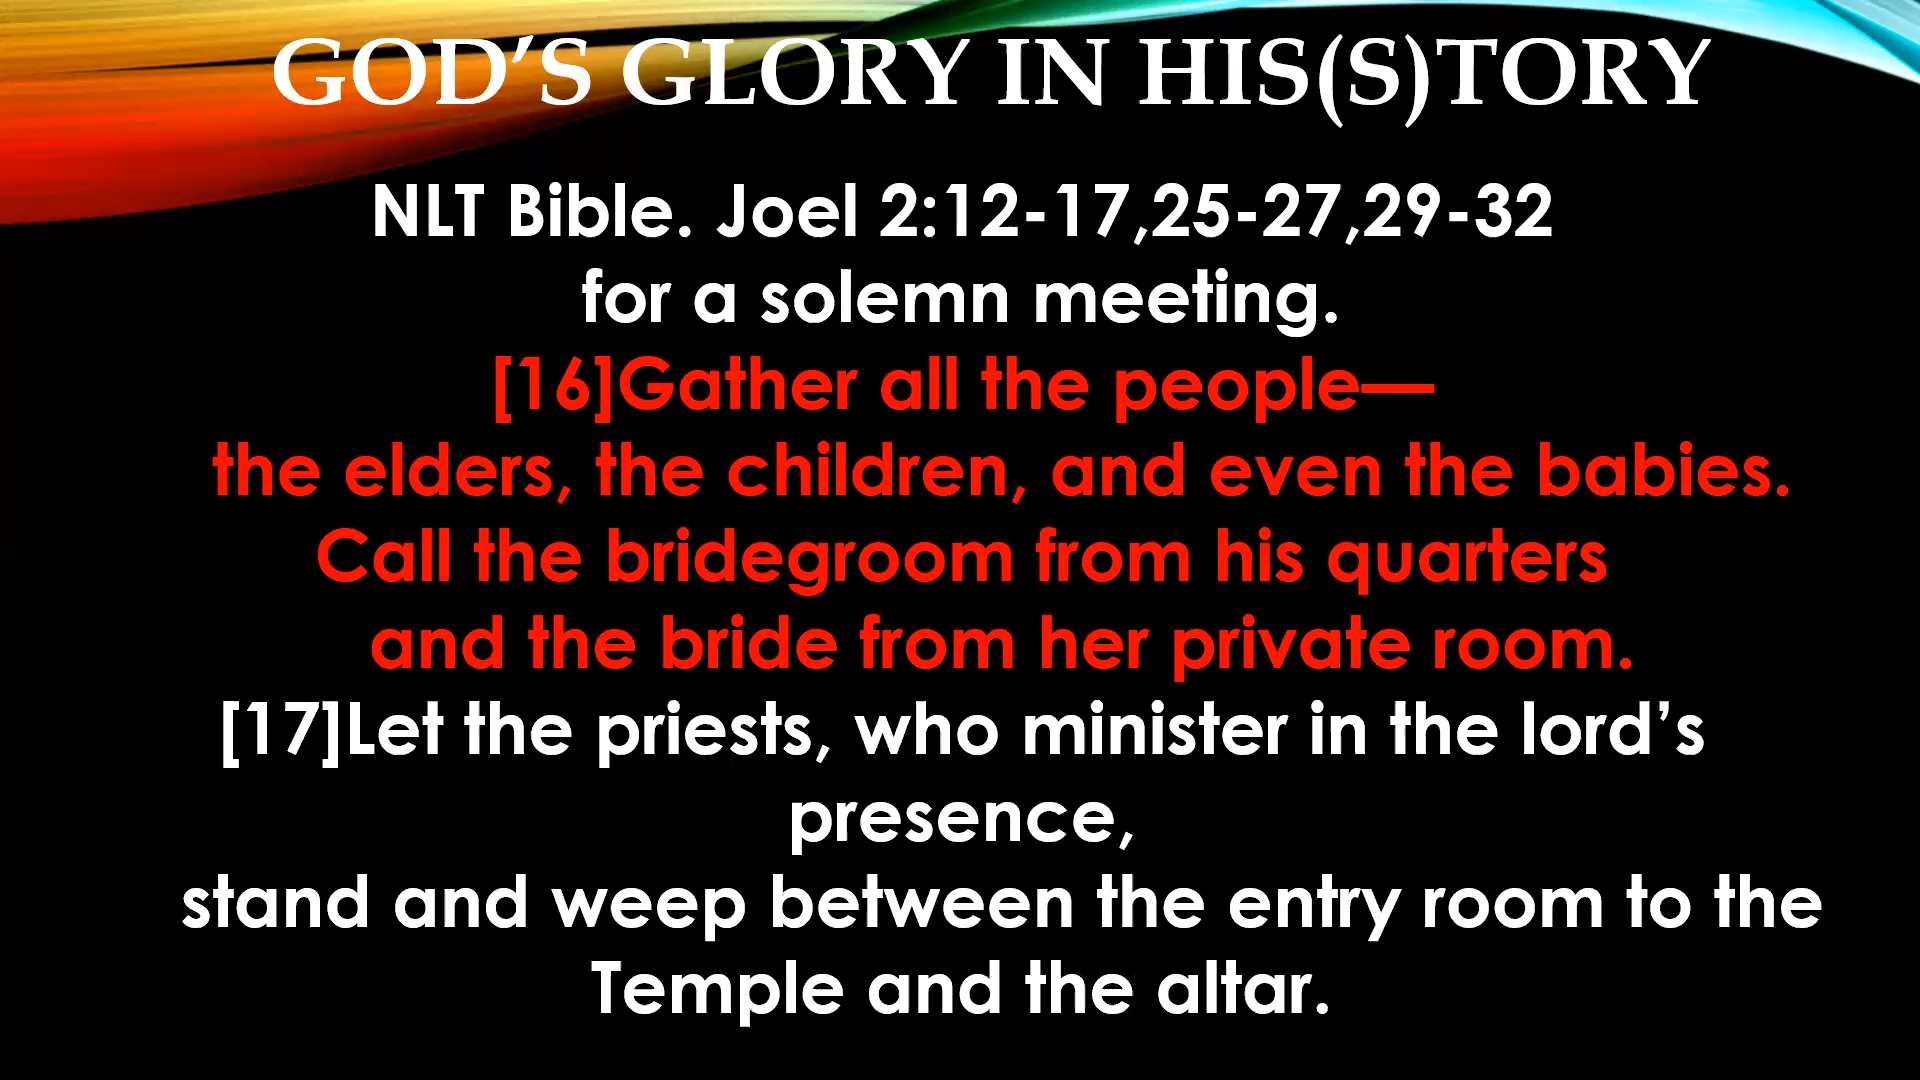 GOD’S GLORY IN HIS(S)TORY
NLT Bible. Joel 2:12-17,25-27,29-32
for a solemn meeting.
[16]Gather all the people—
the elders, the children, and even the babies.
Call the bridegroom from his quarters
and the bride from her private room.
[17]Let the priests, who minister in the lord’s
presence,
stand and weep between the entry room to the
Temple and the altar.